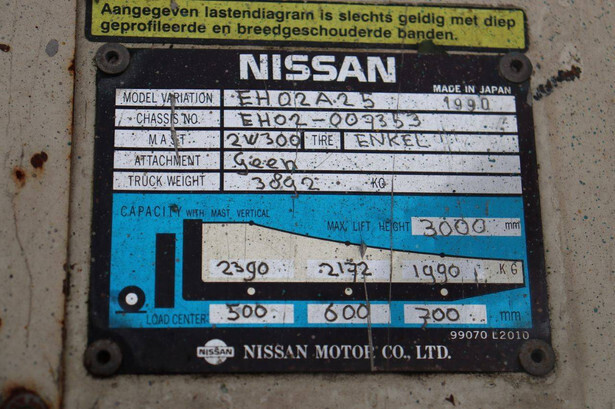 Aangegeven lastendiagram is slechts geldig met diep
geprofileerde en breedgeschouderde banden.
NISSAN
MADE IN JAPAN
MODEL VARIATION EH02A25 1990
CHASSIS NO. EH02-009353
MAST 2W300 TIRE ENKEL
ATTACHMENT Geen
TRUCK WEIGHT 3892 KG
CAPACITY WITH MAST VERTICAL
MAX. LIFT HEIGHT 3000 mm
2390 2172 1990 KG
LOAD CENTER 500 600 700 mm
99070 L2010
NISSAN NISSAN MOTOR CO., LTD.